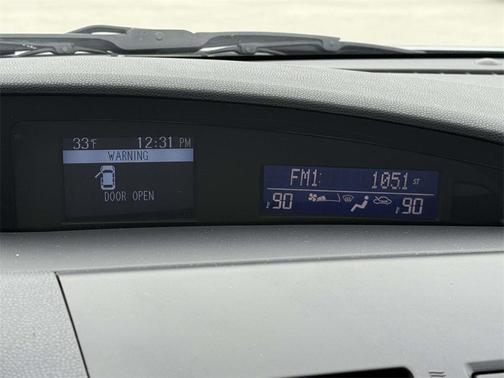 33°F 12:31 PM
WARNING
DOOR OPEN
FM1: 105.1 ST
°F 90 °F 90